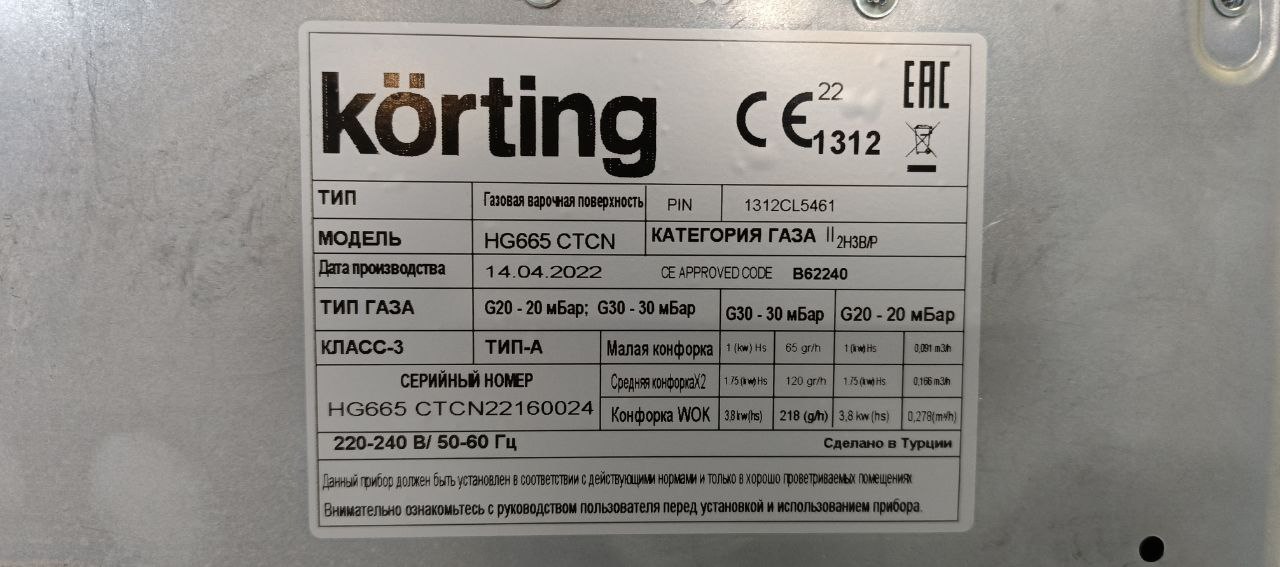 körting
CE 22 1312
EAC
ТИП Газовая варочная поверхность PIN 1312CL5461
МОДЕЛЬ HG665 CTCN КАТЕГОРИЯ ГАЗА II 2H3B/P
Дата производства 14.04.2022 CE APPROVED CODE B62240
ТИП ГАЗА G20 - 20 мБар; G30 - 30 мБар G30 - 30 мБар G20 - 20 мБар
КЛАСС-3 ТИП-А Малая конфорка 1 (kw) Hs 65 gr/h 1 (kw) Hs 0,091 m3/h
Средняя конфоркаX2 1.75 (kw) Hs 120 gr/h 1.75 (kw) Hs 0,166 m3/h
СЕРИЙНЫЙ НОМЕР
HG665 CTCN22160024
Конфорка WOK 3,8 kw (hs) 218 (g/h) 3,8 kw (hs) 0,278(m³/h)
220-240 В/ 50-60 Гц Сделано в Турции
Данный прибор должен быть установлен в соответствии с действующими нормами и только в хорошо проветриваемых помещениях
Внимательно ознакомьтесь с руководством пользователя перед установкой и использованием прибора.